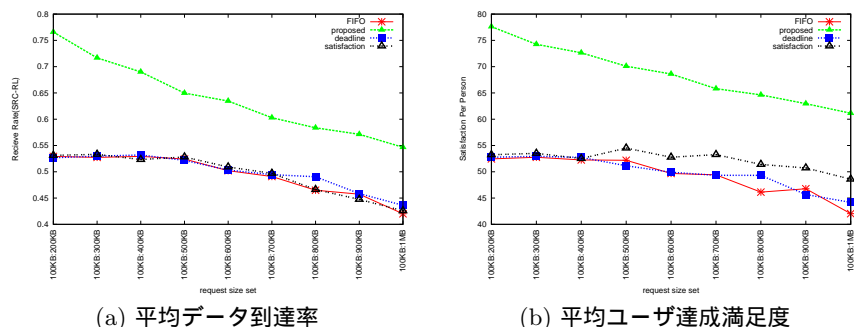 0.8
0.75
0.7
0.65
0.6
0.55
0.5
0.45
0.4
Recieve Rate(SRC-RL)
100KB:200KB
100KB:300KB
100KB:400KB
100KB:500KB
100KB:600KB
100KB:700KB
100KB:800KB
100KB:900KB
100KB:1MB
request size set
FIFO
proposed
deadline
satisfaction
(a) 平均データ到達率
80
75
70
65
60
55
50
45
40
Satisfaction Per Person
100KB:200KB
100KB:300KB
100KB:400KB
100KB:500KB
100KB:600KB
100KB:700KB
100KB:800KB
100KB:900KB
100KB:1MB
request size set
FIFO
proposed
deadline
satisfaction
(b) 平均ユーザ達成満足度